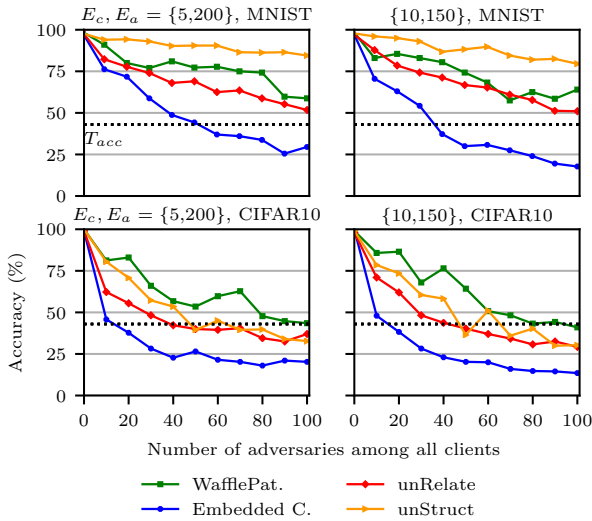 E_c, E_a = {5,200}, MNIST
{10,150}, MNIST
100
75
50
T_acc
25
0
E_c, E_a = {5,200}, CIFAR10
{10,150}, CIFAR10
100
75
50
25
0
Accuracy (%)
0 20 40 60 80 100 0 20 40 60 80 100
Number of adversaries among all clients
WafflePat. unRelate
Embedded C. unStruct